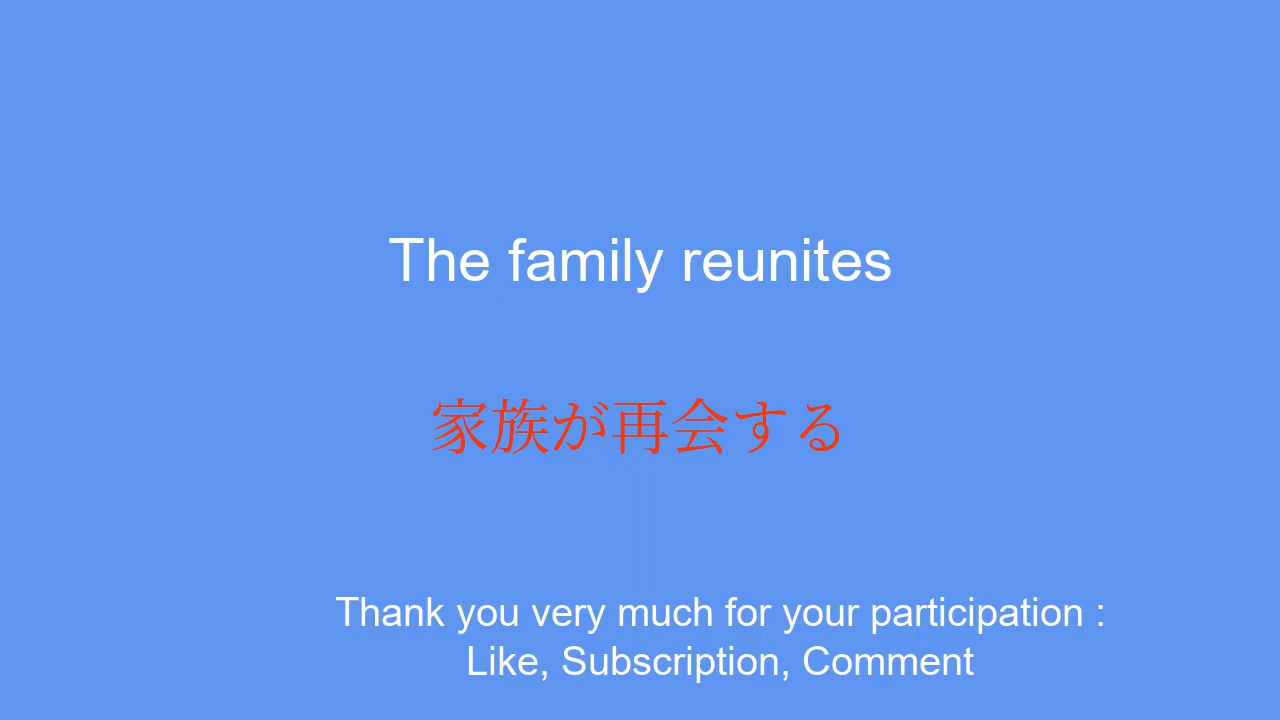 The family reunites
家族が再会する
Thank you very much for your participation :
Like, Subscription, Comment